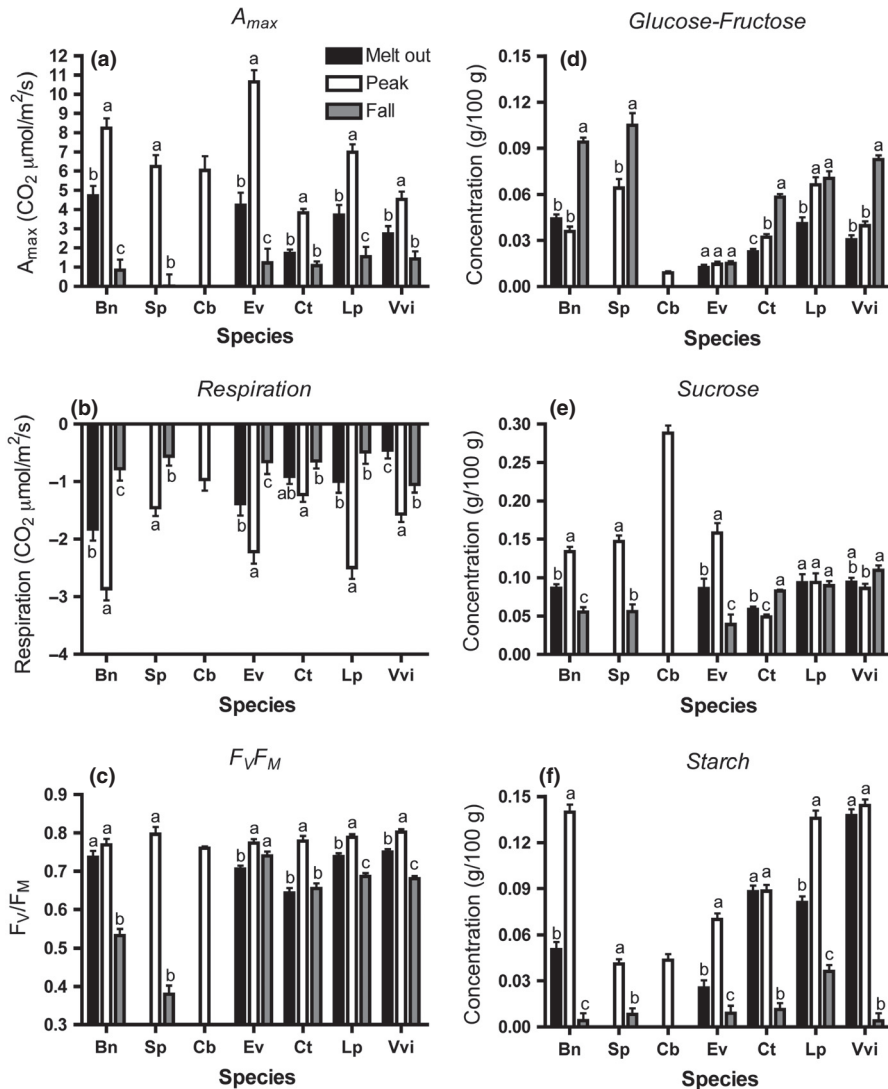 A_max
(a)
Melt out
Peak
Fall
A_max (CO₂ µmol/m²/s)
12
11
10
9
8
7
6
5
4
3
2
1
0
b a c a b b a c b a b b a c b a b
Bn Sp Cb Ev Ct Lp Vvi
Species
Glucose-Fructose
(d)
Concentration (g/100 g)
0.15
0.12
0.09
0.06
0.03
0.00
b b a b a a a a c b a b a a b b a
Bn Sp Cb Ev Ct Lp Vvi
Species
Respiration
(b)
Respiration (CO₂ µmol/m²/s)
0
–1
–2
–3
–4
b a c a b b a c ab a b b a b c a b
Bn Sp Cb Ev Ct Lp Vvi
Species
Sucrose
(e)
Concentration (g/100 g)
0.30
0.25
0.20
0.15
0.10
0.05
0.00
b a c a b b a c b c a a a a a b b a
Bn Sp Cb Ev Ct Lp Vvi
Species
F_VF_M
(c)
F_V/F_M
0.9
0.8
0.7
0.6
0.5
0.4
0.3
a a b a b b a a b a b b a c b a c
Bn Sp Cb Ev Ct Lp Vvi
Species
Starch
(f)
Concentration (g/100 g)
0.15
0.12
0.09
0.06
0.03
0.00
b a c a b b a c a a b b a c a a b
Bn Sp Cb Ev Ct Lp Vvi
Species